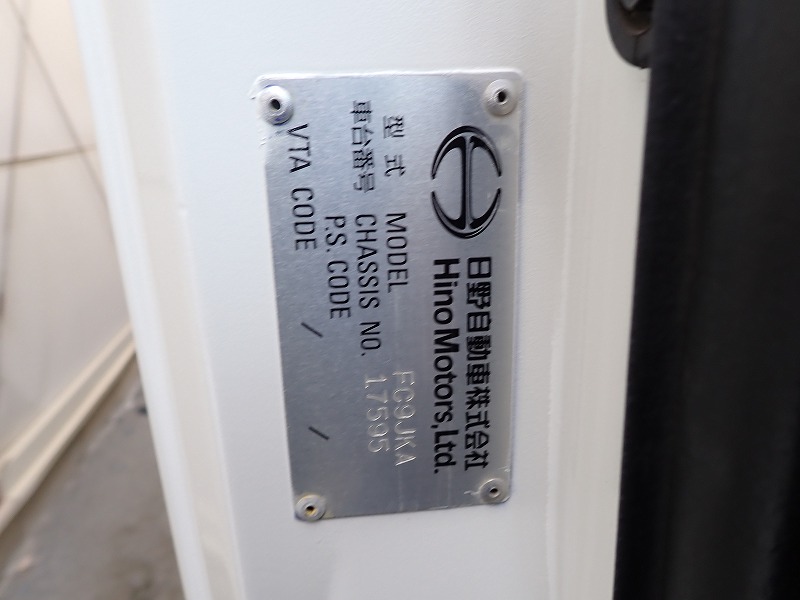 日野自動車株式会社
Hino Motors, Ltd.
型式 MODEL FC9JKA
車台番号 CHASSIS NO. 17595
P.S. CODE
VTA CODE / /